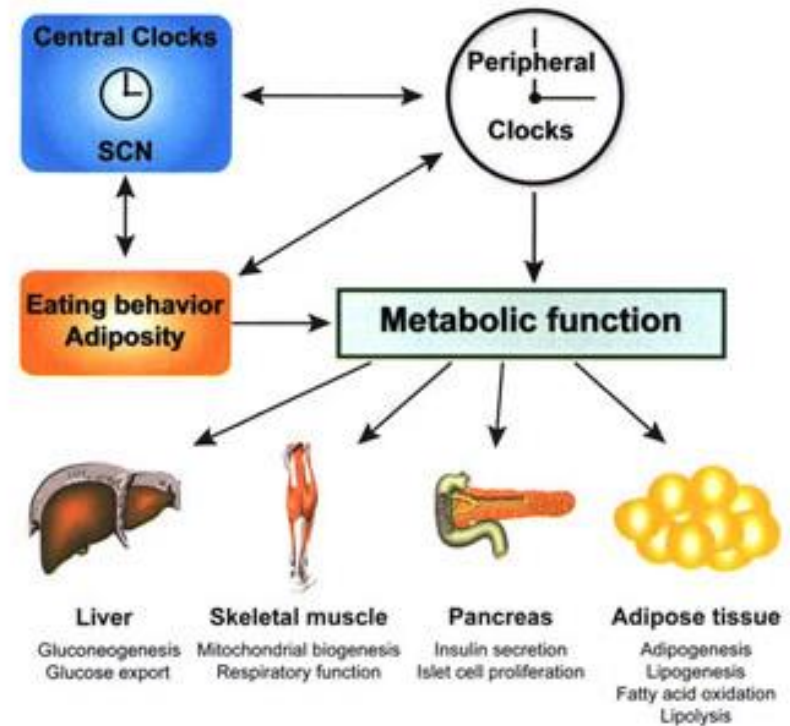 Central Clocks
SCN
Peripheral
Clocks
Eating behavior
Adiposity
Metabolic function
Liver
Gluconeogenesis
Glucose export
Skeletal muscle
Mitochondrial biogenesis
Respiratory function
Pancreas
Insulin secretion
Islet cell proliferation
Adipose tissue
Adipogenesis
Lipogenesis
Fatty acid oxidation
Lipolysis